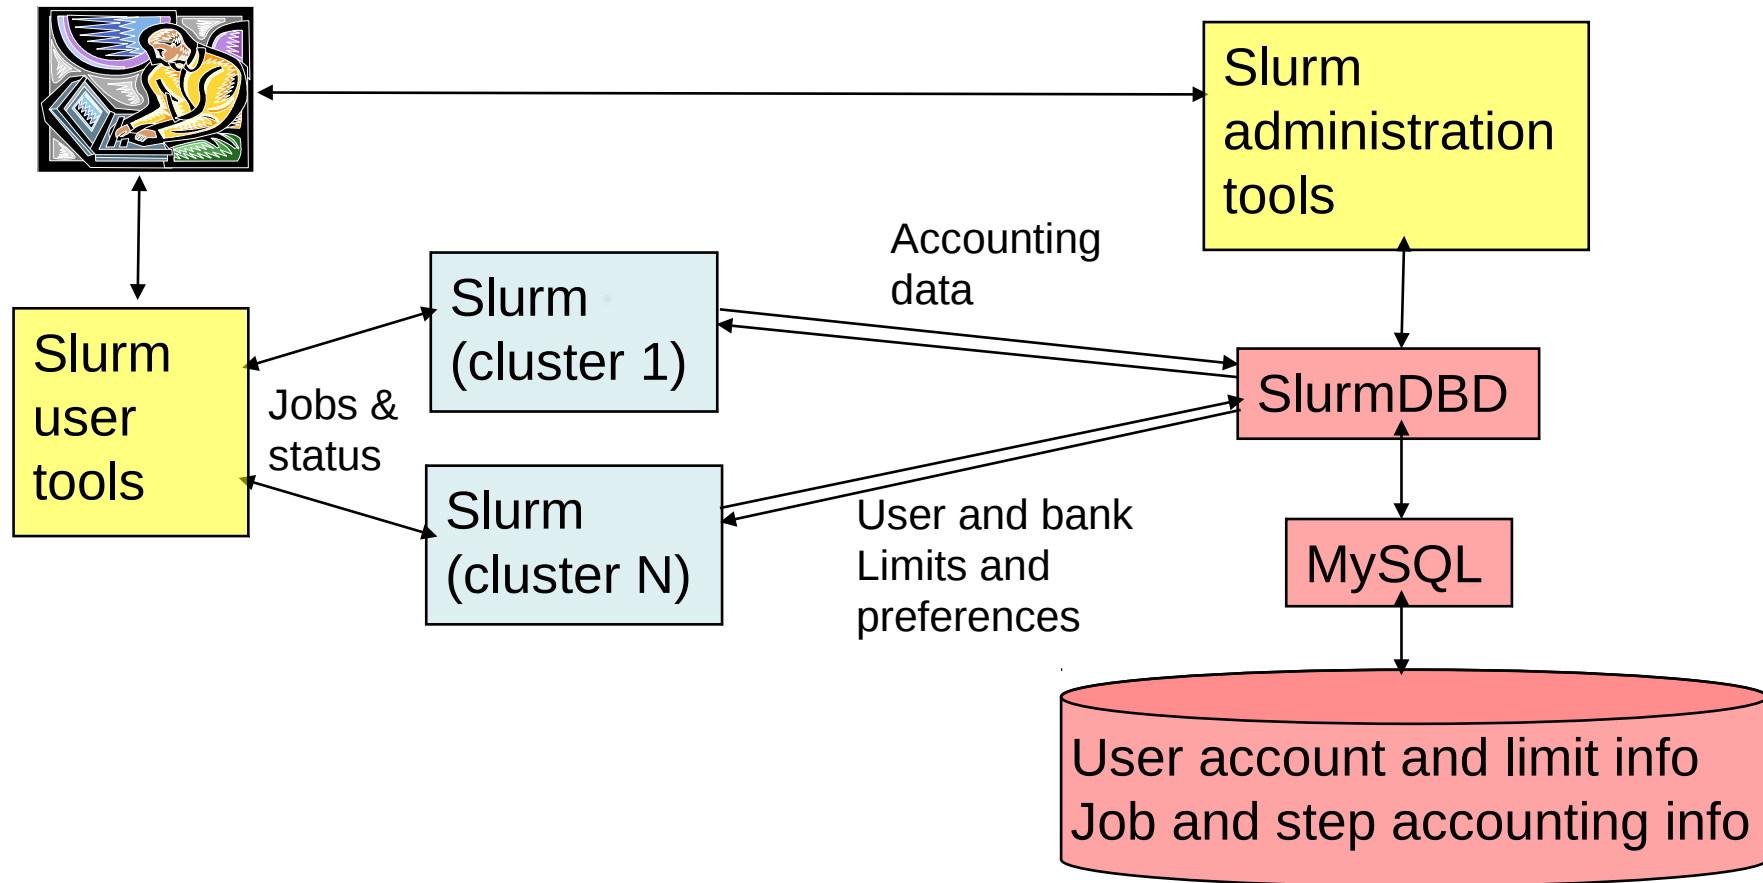 Slurm
administration
tools
Accounting
data
Slurm
(cluster 1)
Slurm
user
tools
Jobs &
status
SlurmDBD
Slurm
(cluster N)
User and bank
Limits and
preferences
MySQL
User account and limit info
Job and step accounting info